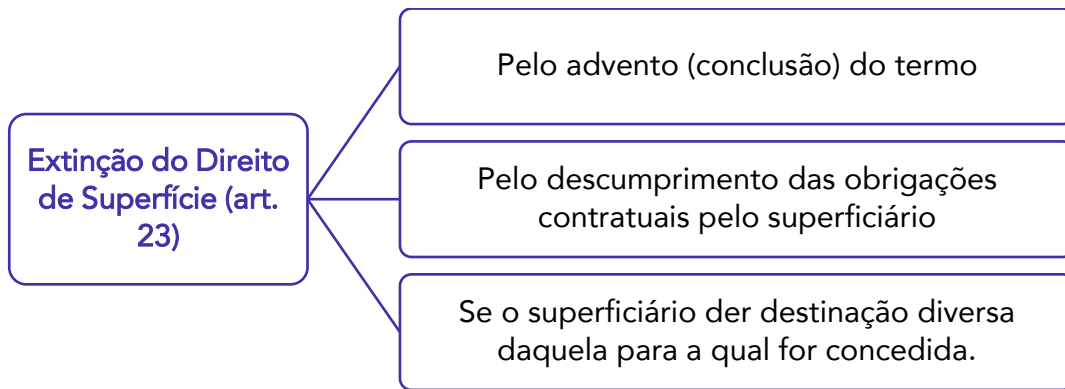 Extinção do Direito
de Superfície (art.
23)
Pelo advento (conclusão) do termo
Pelo descumprimento das obrigações
contratuais pelo superficiário
Se o superficiário der destinação diversa
daquela para a qual for concedida.